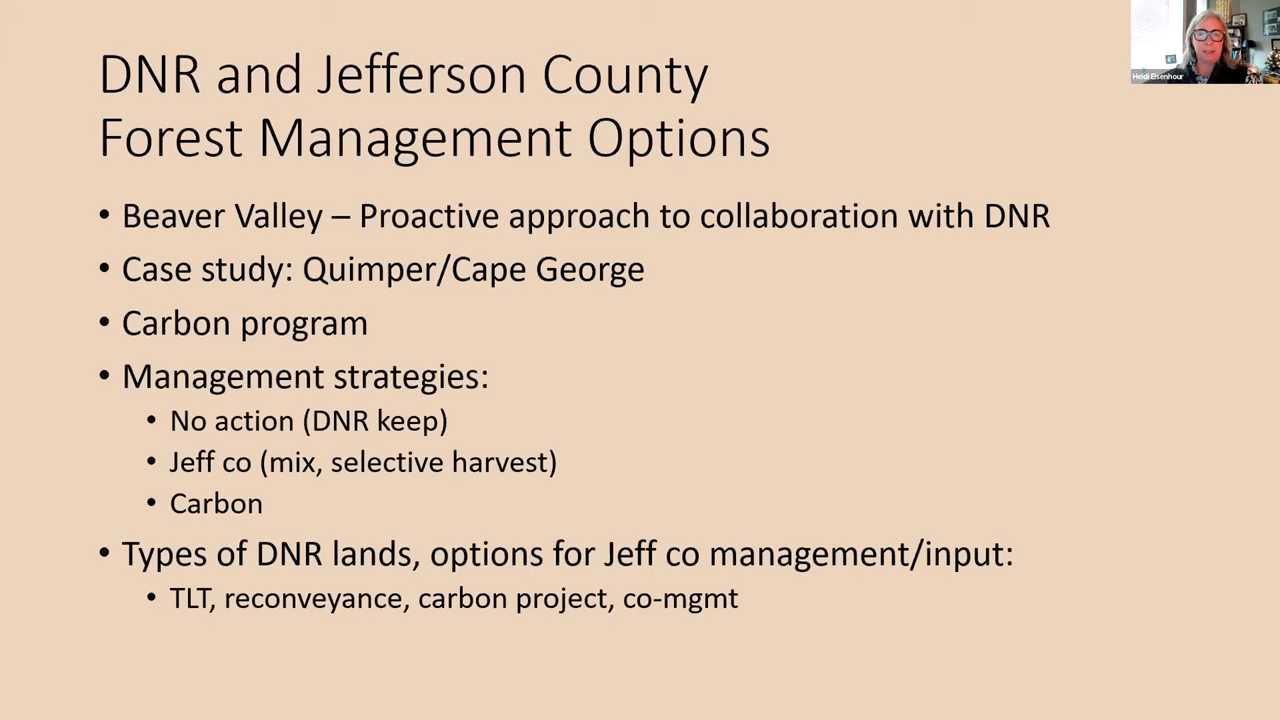 DNR and Jefferson County
Forest Management Options
• Beaver Valley – Proactive approach to collaboration with DNR
• Case study: Quimper/Cape George
• Carbon program
• Management strategies:
• No action (DNR keep)
• Jeff co (mix, selective harvest)
• Carbon
• Types of DNR lands, options for Jeff co management/input:
• TLT, reconveyance, carbon project, co-mgmt
Heidi Eisenhour